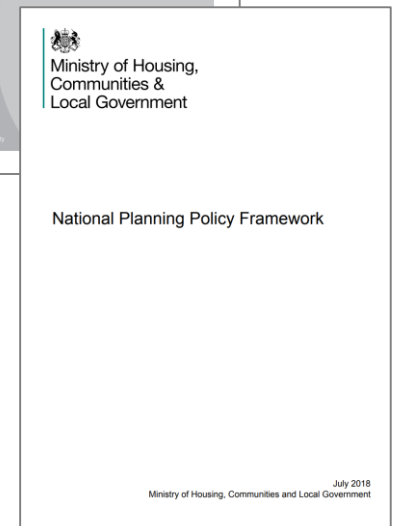 Ministry of Housing,
Communities &
Local Government
National Planning Policy Framework
July 2018
Ministry of Housing, Communities and Local Government